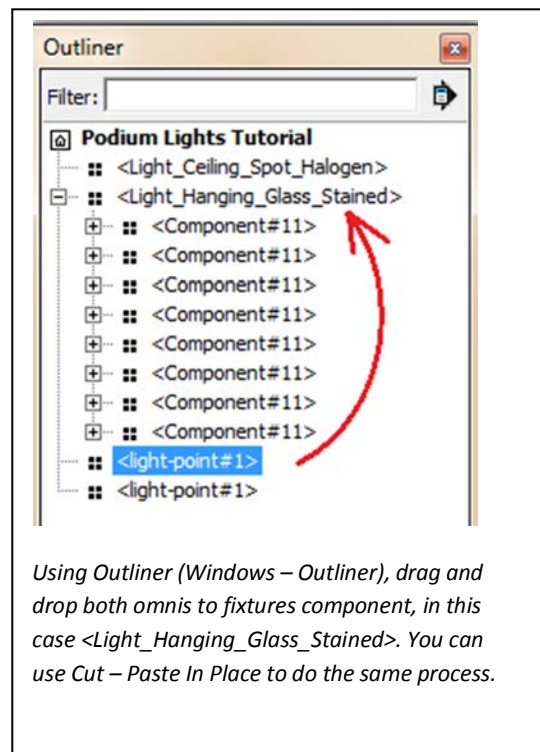 Outliner
Filter:
Podium Lights Tutorial
<Light_Ceiling_Spot_Halogen>
<Light_Hanging_Glass_Stained>
<Component#11>
<Component#11>
<Component#11>
<Component#11>
<Component#11>
<Component#11>
<Component#11>
<Component#11>
<light-point#1>
<light-point#1>
Using Outliner (Windows – Outliner), drag and
drop both omnis to fixtures component, in this
case <Light_Hanging_Glass_Stained>. You can
use Cut – Paste In Place to do the same process.